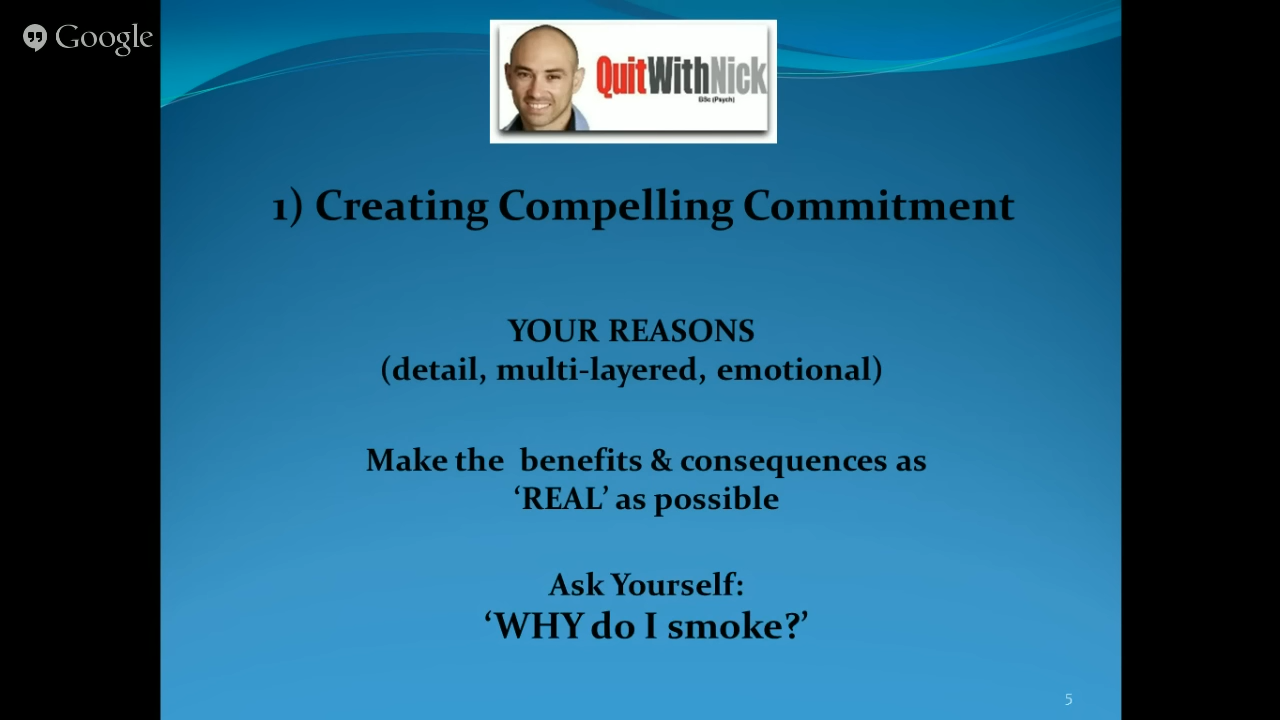 Google
QuitWithNick
BSc (Psych)
1) Creating Compelling Commitment
YOUR REASONS
(detail, multi-layered, emotional)
Make the  benefits & consequences as
‘REAL’ as possible
Ask Yourself:
‘WHY do I smoke?’
5